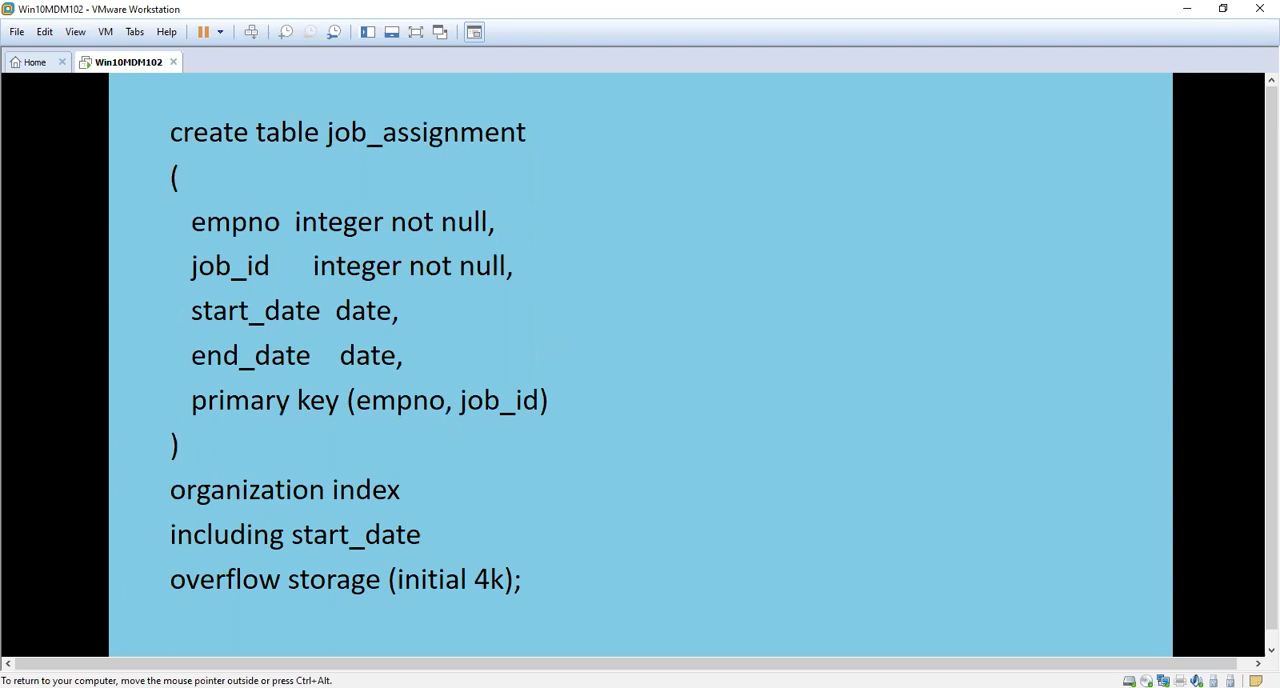 Win10MDM102 - VMware Workstation
File Edit View VM Tabs Help
Home Win10MDM102
create table job_assignment
(
empno integer not null,
job_id integer not null,
start_date date,
end_date date,
primary key (empno, job_id)
)
organization index
including start_date
overflow storage (initial 4k);
To return to your computer, move the mouse pointer outside or press Ctrl+Alt.